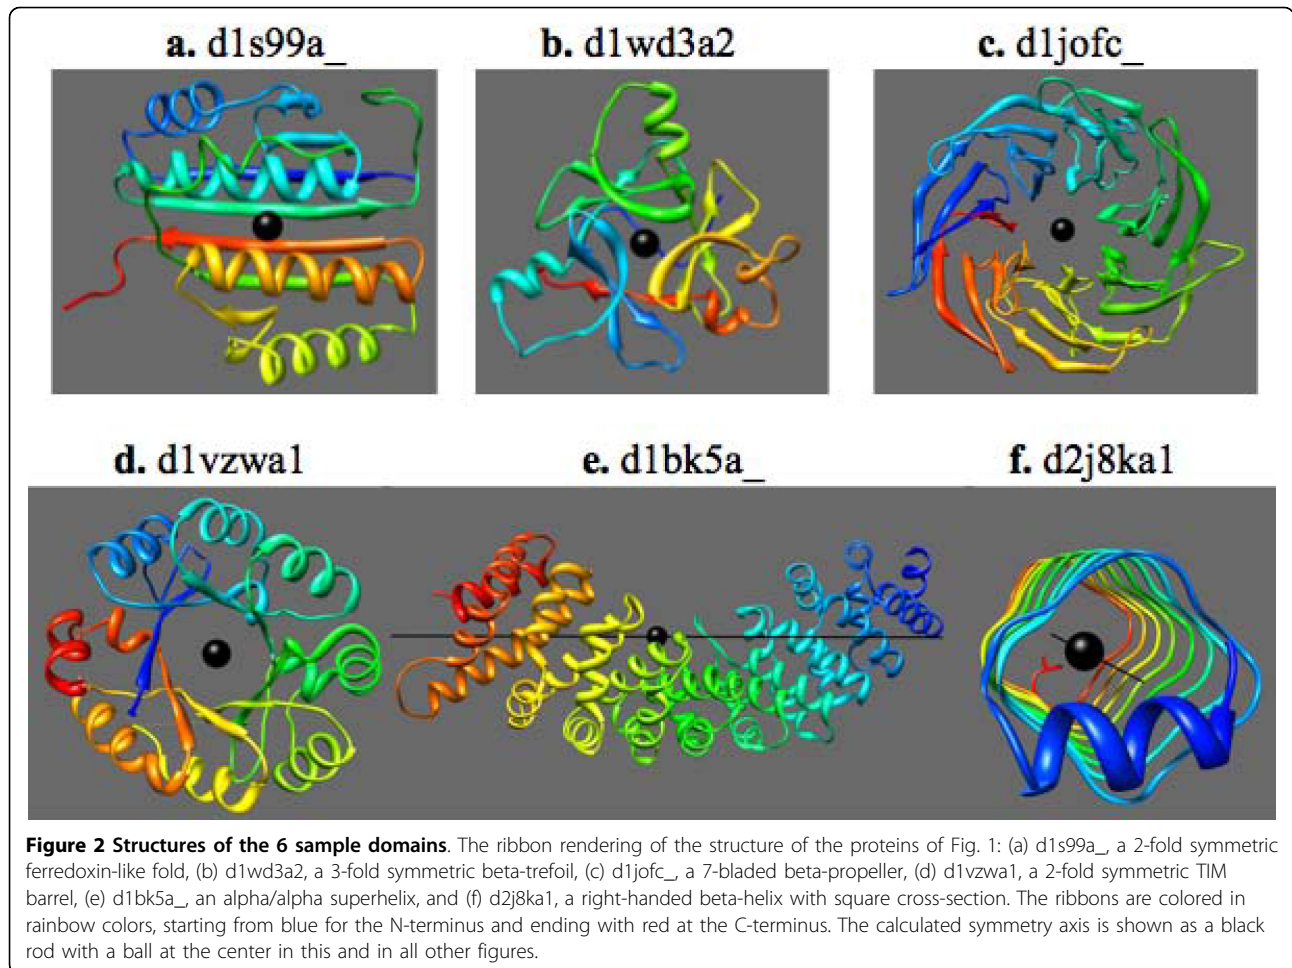 a. d1s99a_
b. d1wd3a2
c. d1jofc_
d. d1vzwa1
e. d1bk5a_
f. d2j8ka1
Figure 2 Structures of the 6 sample domains. The ribbon rendering of the structure of the proteins of Fig. 1: (a) d1s99a_, a 2-fold symmetric
ferredoxin-like fold, (b) d1wd3a2, a 3-fold symmetric beta-trefoil, (c) d1jofc_, a 7-bladed beta-propeller, (d) d1vzwa1, a 2-fold symmetric TIM
barrel, (e) d1bk5a_, an alpha/alpha superhelix, and (f) d2j8ka1, a right-handed beta-helix with square cross-section. The ribbons are colored in
rainbow colors, starting from blue for the N-terminus and ending with red at the C-terminus. The calculated symmetry axis is shown as a black
rod with a ball at the center in this and in all other figures.